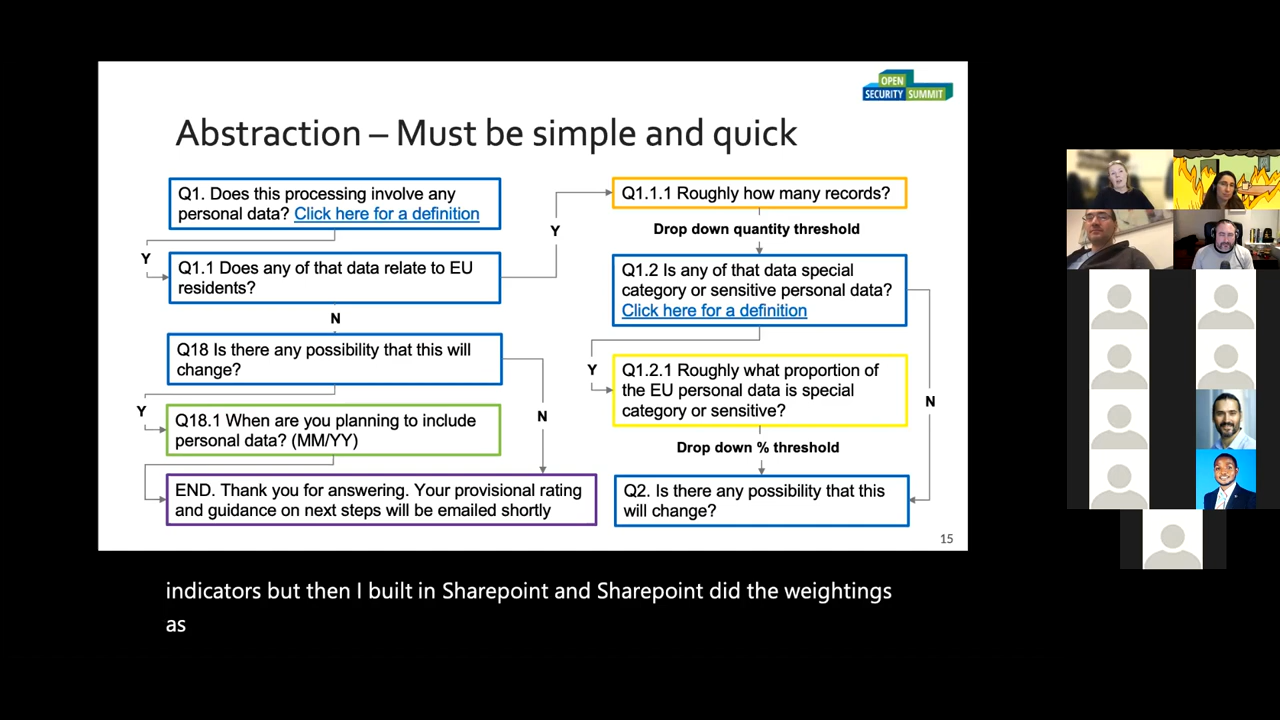 OPEN
SECURITY SUMMIT
Abstraction – Must be simple and quick
Q1. Does this processing involve any
personal data? Click here for a definition
Y
Q1.1 Does any of that data relate to EU
residents?
N
Q18 Is there any possibility that this will
change?
Y
N
Q18.1 When are you planning to include
personal data? (MM/YY)
END. Thank you for answering. Your provisional rating
and guidance on next steps will be emailed shortly
Y
Q1.1.1 Roughly how many records?
Drop down quantity threshold
Q1.2 Is any of that data special
category or sensitive personal data?
Click here for a definition
Y
Q1.2.1 Roughly what proportion of
the EU personal data is special
category or sensitive?
N
Drop down % threshold
Q2. Is there any possibility that this
will change?
15
indicators but then I built in Sharepoint and Sharepoint did the weightings
as